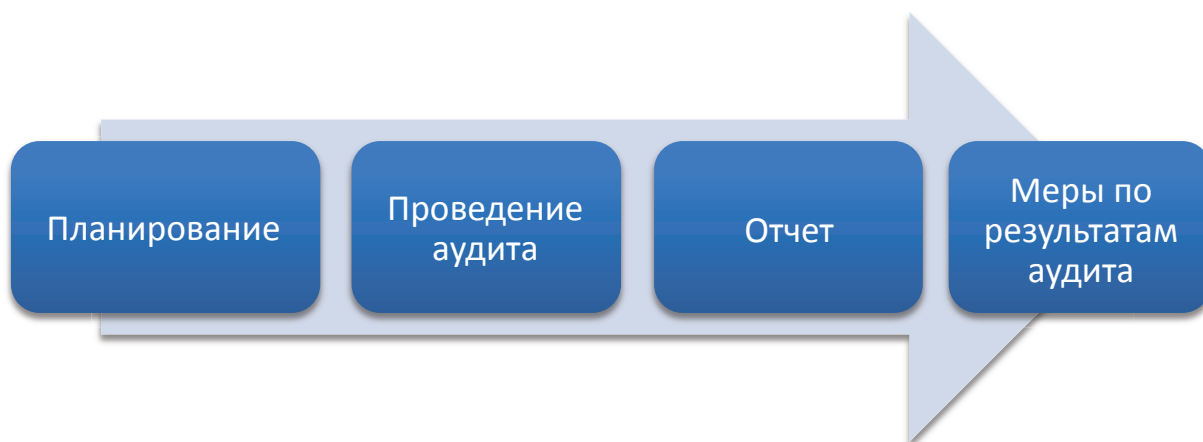 Планирование
Проведение
аудита
Отчет
Меры по
результатам
аудита